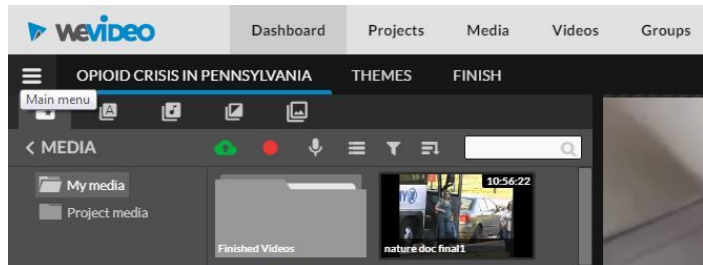 WeVideo Dashboard Projects Media Videos Groups
OPIOID CRISIS IN PENNSYLVANIA THEMES FINISH
Main menu
A
< MEDIA
My media
10:56:22
Project media
Finished Videos
nature doc final1